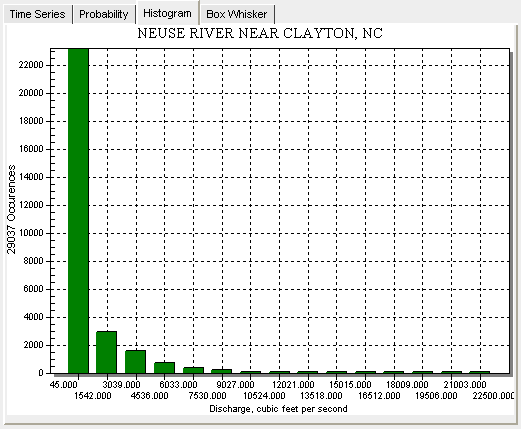 Time Series Probability Histogram Box Whisker
NEUSE RIVER NEAR CLAYTON, NC
29037 Occurences
22000
20000
18000
16000
14000
12000
10000
8000
6000
4000
2000
0
45.000 3039.000 6033.000 9027.000 12021.000 15015.000 18009.000 21003.000
1542.000 4536.000 7530.000 10524.000 13518.000 16512.000 19506.000 22500.000
Discharge, cubic feet per second